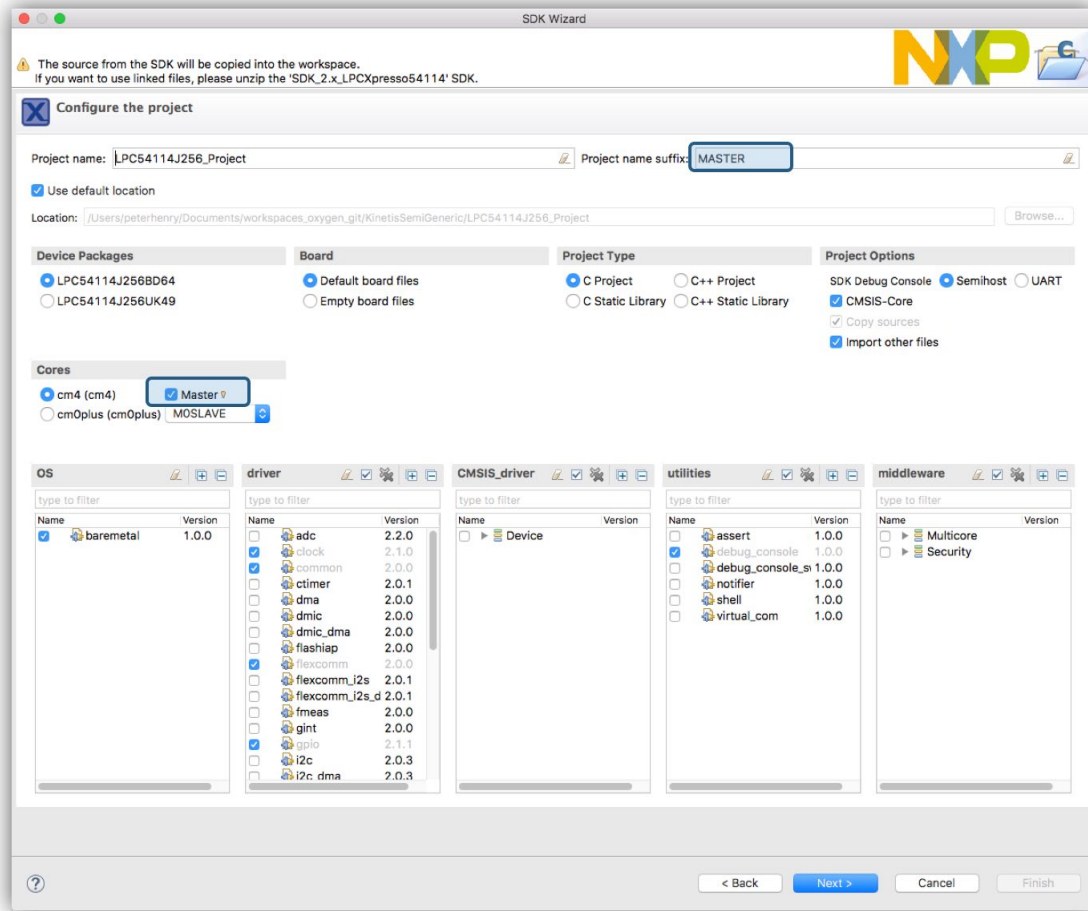 SDK Wizard
The source from the SDK will be copied into the workspace.
If you want to use linked files, please unzip the 'SDK_2.x_LPCXpresso54114' SDK.
NXP
C
X
Configure the project
Project name: LPC54114J256_Project Project name suffix: MASTER
Use default location
Location: /Users/peterhenry/Documents/workspaces_oxygen_git/KinetisSemiGeneric/LPC54114J256_Project Browse...
Device Packages Board Project Type Project Options
LPC54114J256BD64 Default board files C Project C++ Project SDK Debug Console Semihost UART
LPC54114J256UK49 Empty board files C Static Library C++ Static Library CMSIS-Core
Copy sources
Import other files
Cores
cm4 (cm4) Master
cm0plus (cm0plus) M0SLAVE
OS driver CMSIS_driver utilities middleware
type to filter type to filter type to filter type to filter type to filter
Name Version Name Version Name Version Name Version Name Version
baremetal 1.0.0 adc 2.2.0 Device assert 1.0.0 Multicore
clock 2.1.0 debug_console 1.0.0 Security
common 2.0.0 debug_console_s 1.0.0
ctimer 2.0.1 notifier 1.0.0
dma 2.0.0 shell 1.0.0
dmic 2.0.0 virtual_com 1.0.0
dmic_dma 2.0.0
flashiap 2.0.0
flexcomm 2.0.0
flexcomm_i2s 2.0.1
flexcomm_i2s_d 2.0.1
fmeas 2.0.0
gint 2.0.0
gpio 2.1.1
i2c 2.0.3
i2c_dma 2.0.3
? < Back Next > Cancel Finish